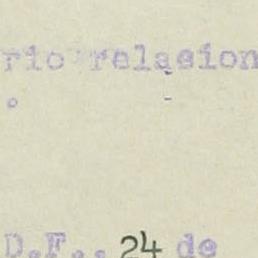 rio relasion
.
D.F., 24 de